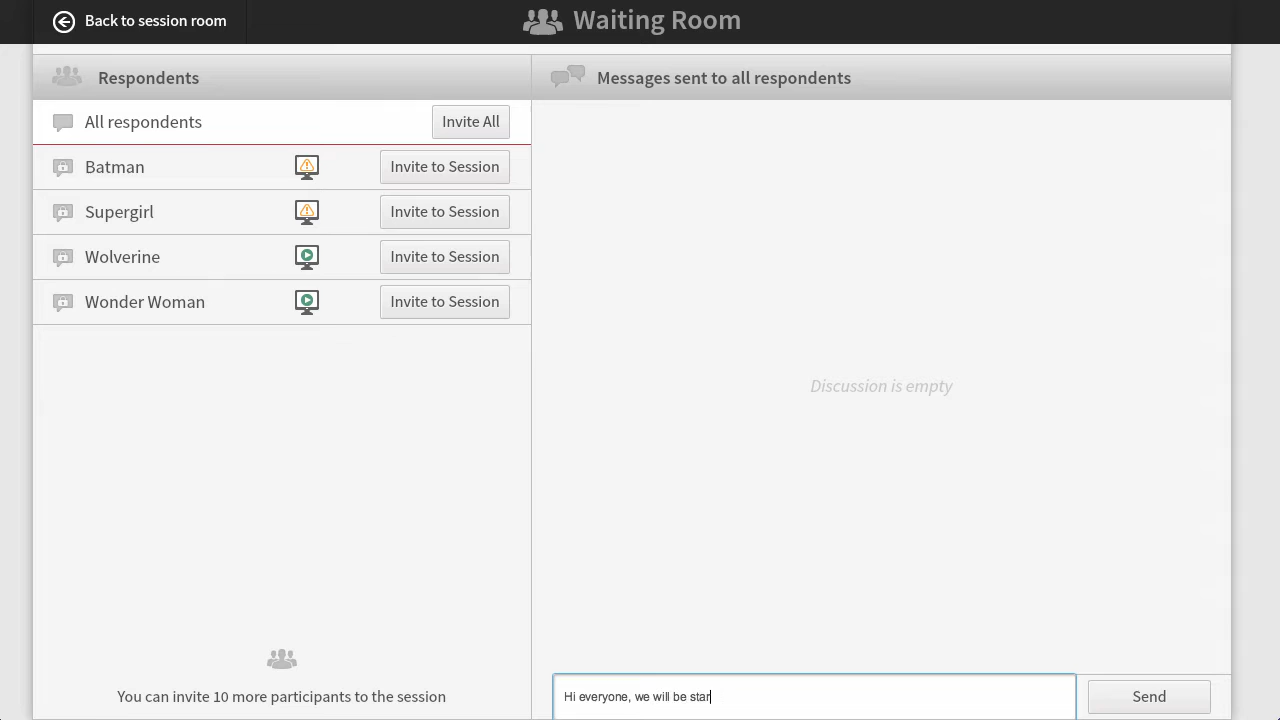 Back to session room
Waiting Room
Respondents
Messages sent to all respondents
All respondents
Invite All
Batman
Invite to Session
Supergirl
Invite to Session
Wolverine
Invite to Session
Wonder Woman
Invite to Session
Discussion is empty
You can invite 10 more participants to the session
Hi everyone, we will be star
Send